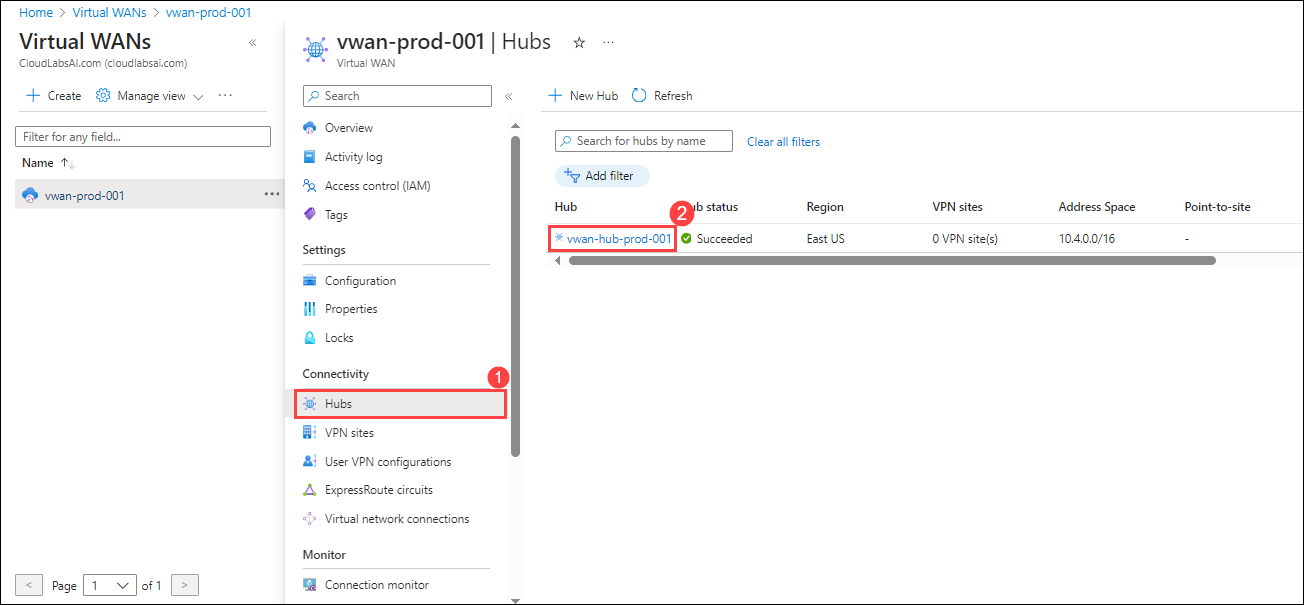 Home > Virtual WANs > vwan-prod-001
Virtual WANs «
CloudLabsAI.com (cloudlabsai.com)
+ Create Manage view ...
Filter for any field...
Name ↑↓
vwan-prod-001 ...
< Page 1 of 1 >
vwan-prod-001 | Hubs ☆ ...
Virtual WAN
Search «
Overview
Activity log
Access control (IAM)
Tags
Settings
Configuration
Properties
Locks
Connectivity
1
Hubs
VPN sites
User VPN configurations
ExpressRoute circuits
Virtual network connections
Monitor
Connection monitor
+ New Hub Refresh
Search for hubs by name Clear all filters
Add filter
2
Hub status Region VPN sites Address Space Point-to-site
vwan-hub-prod-001 Succeeded East US 0 VPN site(s) 10.4.0.0/16 -